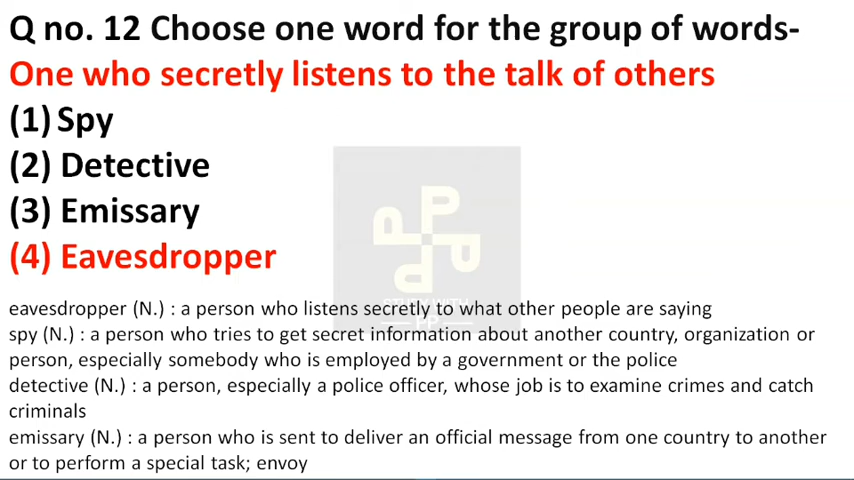 Q no. 12 Choose one word for the group of words-
One who secretly listens to the talk of others
(1) Spy
(2) Detective
(3) Emissary
(4) Eavesdropper
eavesdropper (N.) : a person who listens secretly to what other people are saying
spy (N.) : a person who tries to get secret information about another country, organization or
person, especially somebody who is employed by a government or the police
detective (N.) : a person, especially a police officer, whose job is to examine crimes and catch
criminals
emissary (N.) : a person who is sent to deliver an official message from one country to another
or to perform a special task; envoy
STUDY WITH
PP